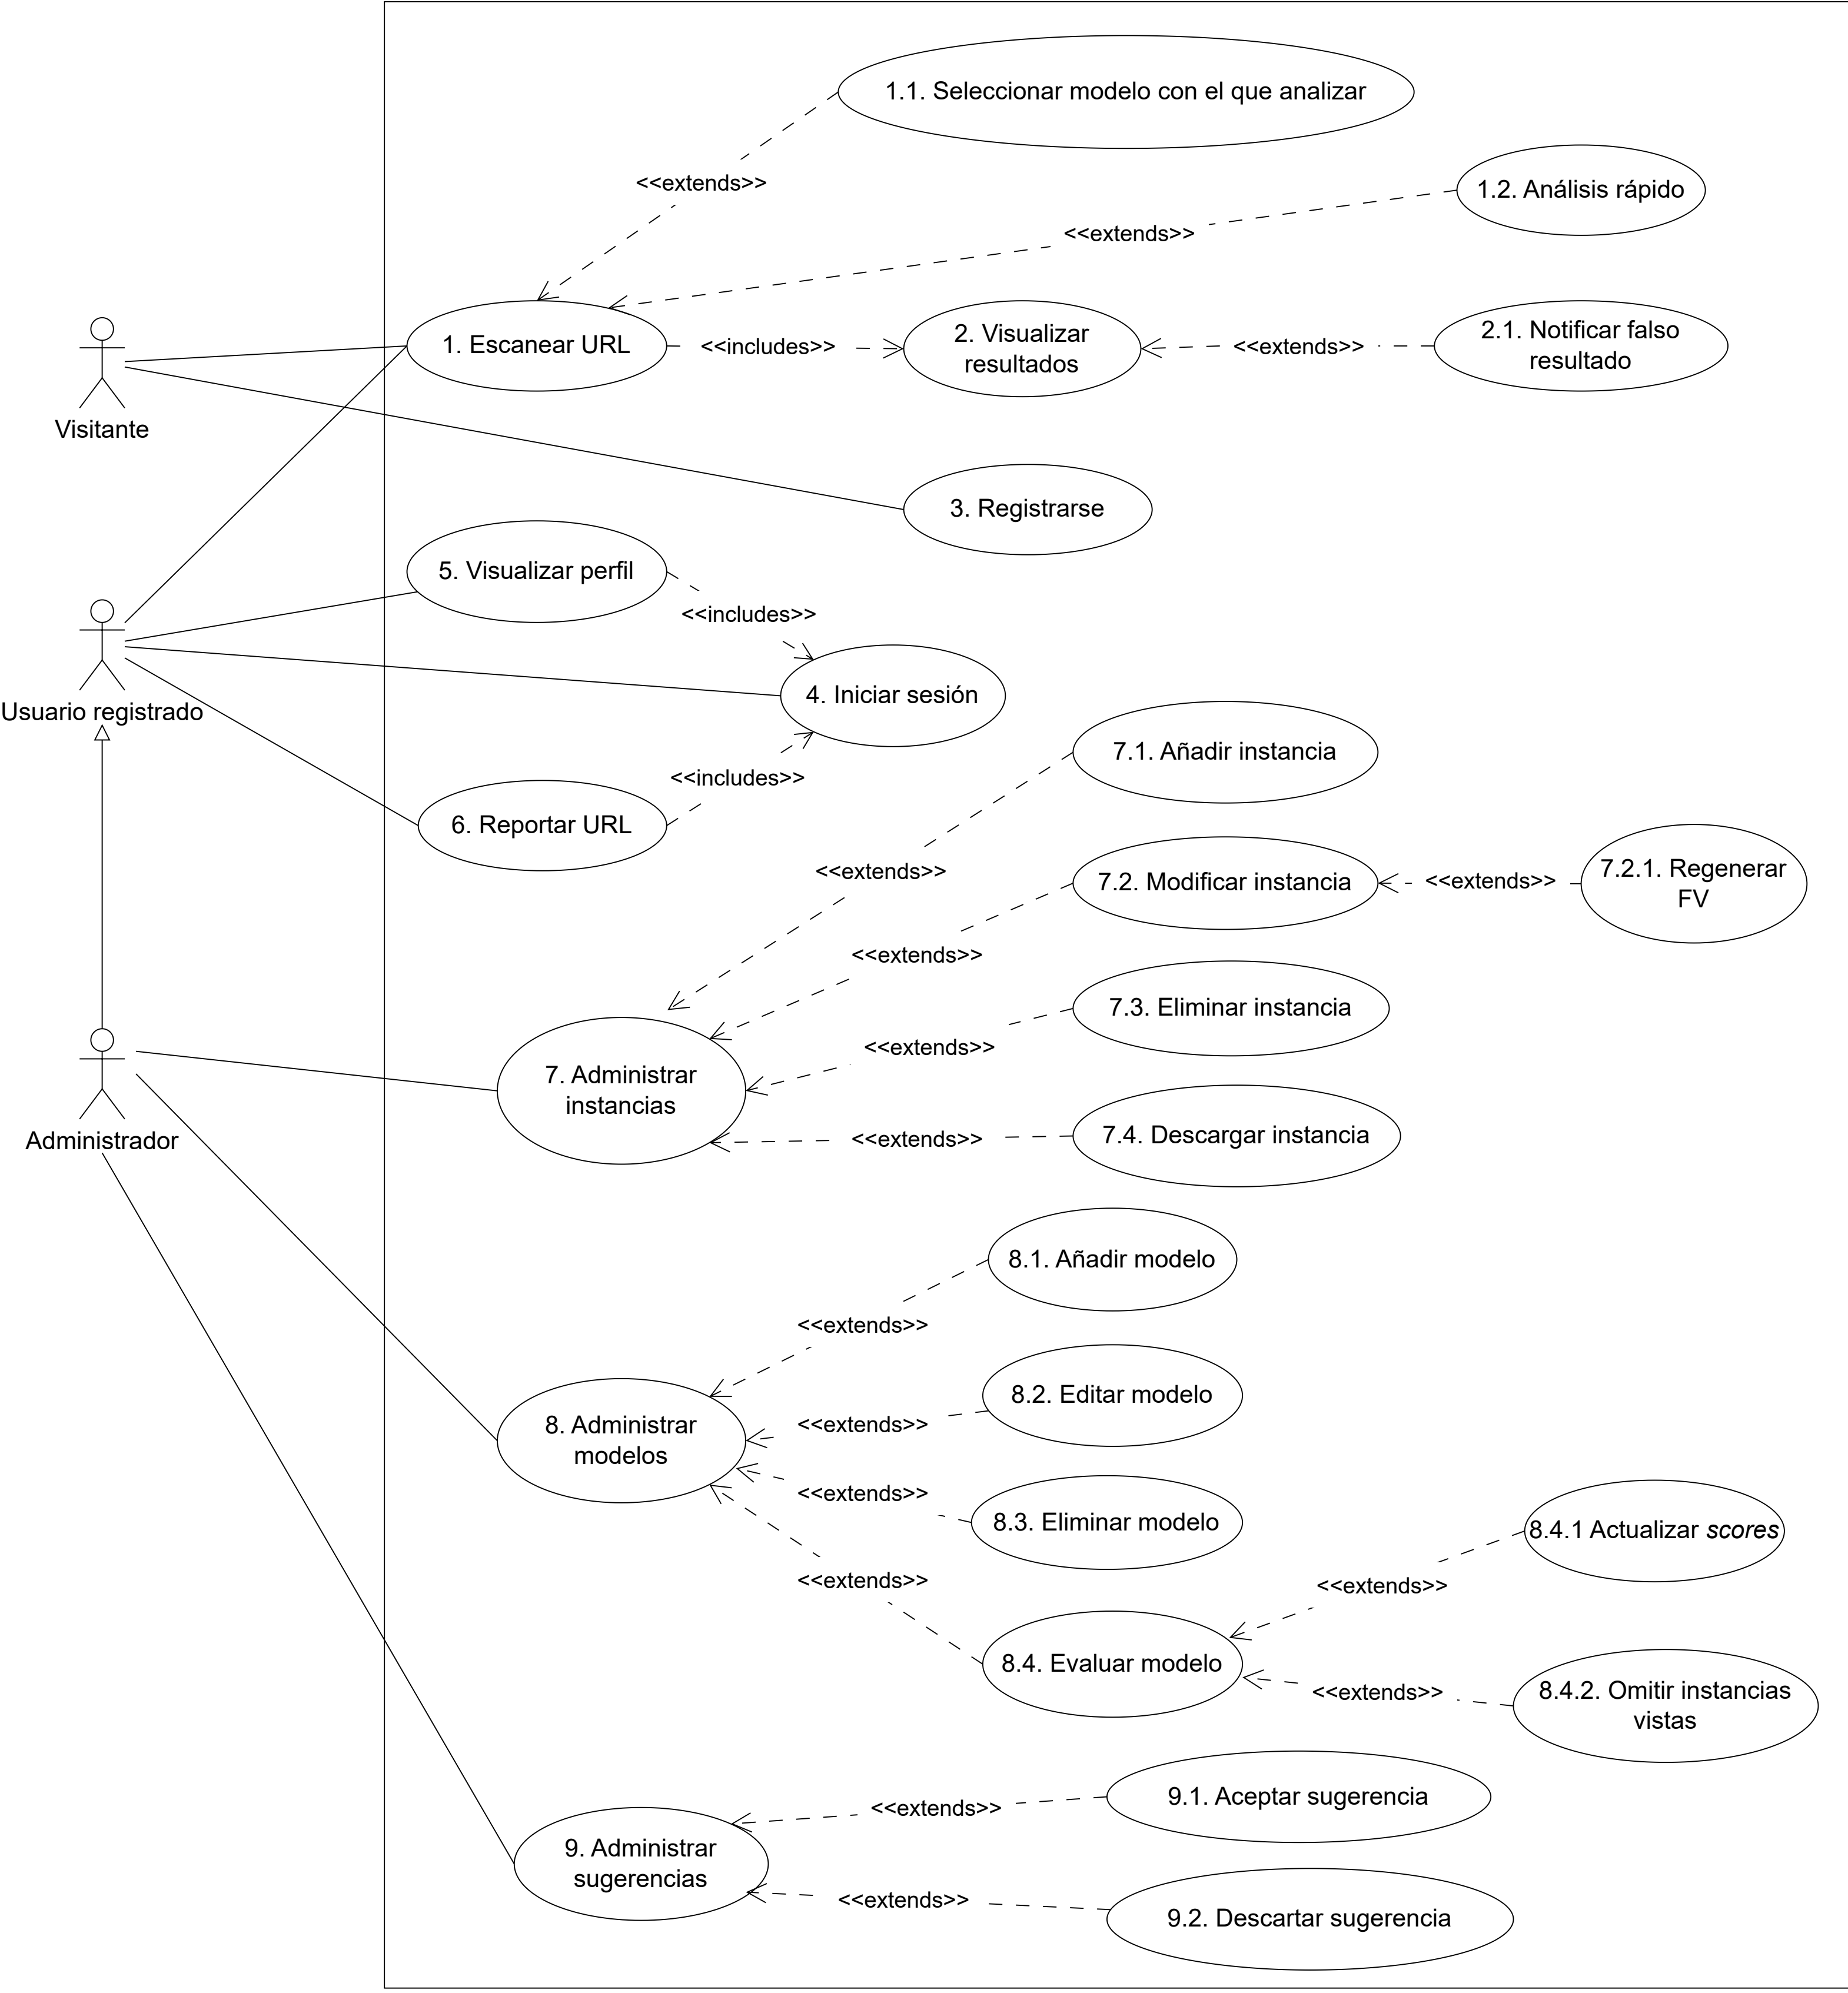 1.1. Seleccionar modelo con el que analizar
<<extends>>
1.2. Análisis rápido
<<extends>>
1. Escanear URL
<<includes>>
2. Visualizar
resultados
<<extends>>
2.1. Notificar falso
resultado
Visitante
3. Registrarse
5. Visualizar perfil
<<includes>>
4. Iniciar sesión
Usuario registrado
<<includes>>
6. Reportar URL
7.1. Añadir instancia
<<extends>>
7.2. Modificar instancia
<<extends>>
7.2.1. Regenerar
FV
<<extends>>
7.3. Eliminar instancia
<<extends>>
7. Administrar
instancias
Administrador
<<extends>>
7.4. Descargar instancia
8.1. Añadir modelo
<<extends>>
8.2. Editar modelo
<<extends>>
8. Administrar
modelos
<<extends>>
8.3. Eliminar modelo
8.4.1 Actualizar scores
<<extends>>
<<extends>>
8.4. Evaluar modelo
<<extends>>
8.4.2. Omitir instancias
vistas
9.1. Aceptar sugerencia
<<extends>>
9. Administrar
sugerencias
<<extends>>
9.2. Descartar sugerencia